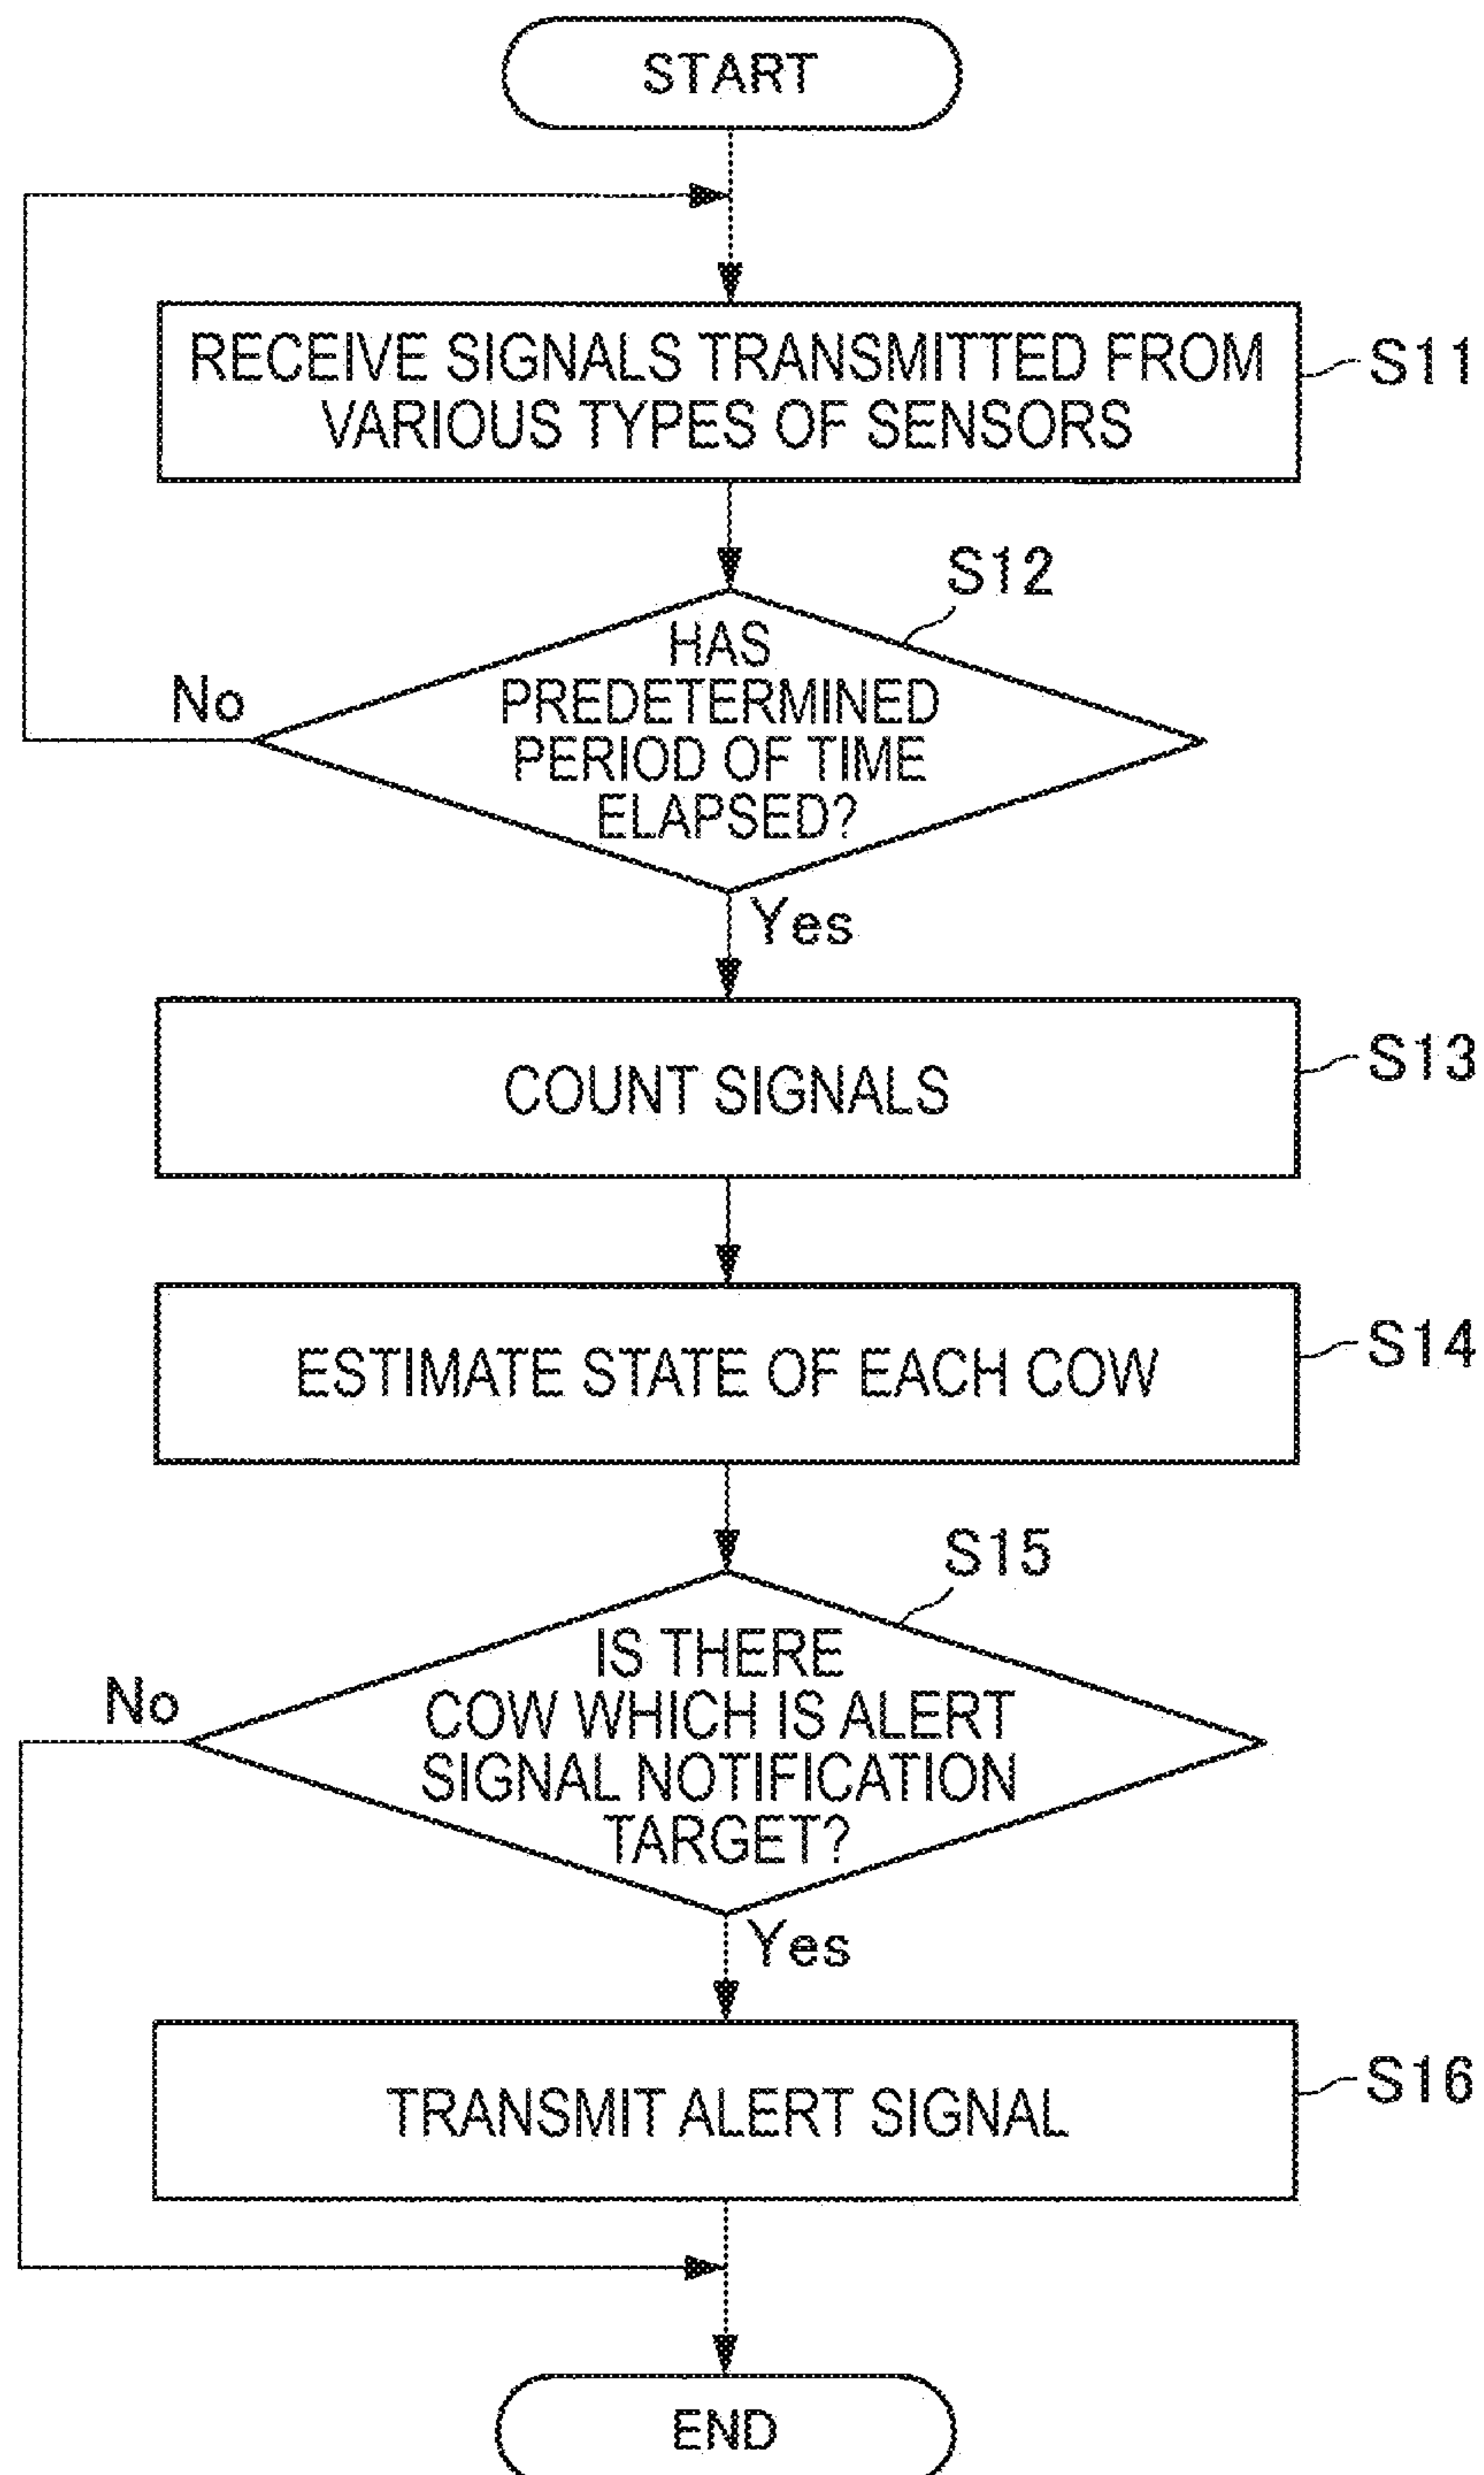 START
RECEIVE SIGNALS TRANSMITTED FROM
VARIOUS TYPES OF SENSORS
S11
S12
HAS
PREDETERMINED
PERIOD OF TIME
ELAPSED?
No
Yes
COUNT SIGNALS
S13
ESTIMATE STATE OF EACH COW
S14
S15
IS THERE
COW WHICH IS ALERT
SIGNAL NOTIFICATION
TARGET?
No
Yes
TRANSMIT ALERT SIGNAL
S16
END